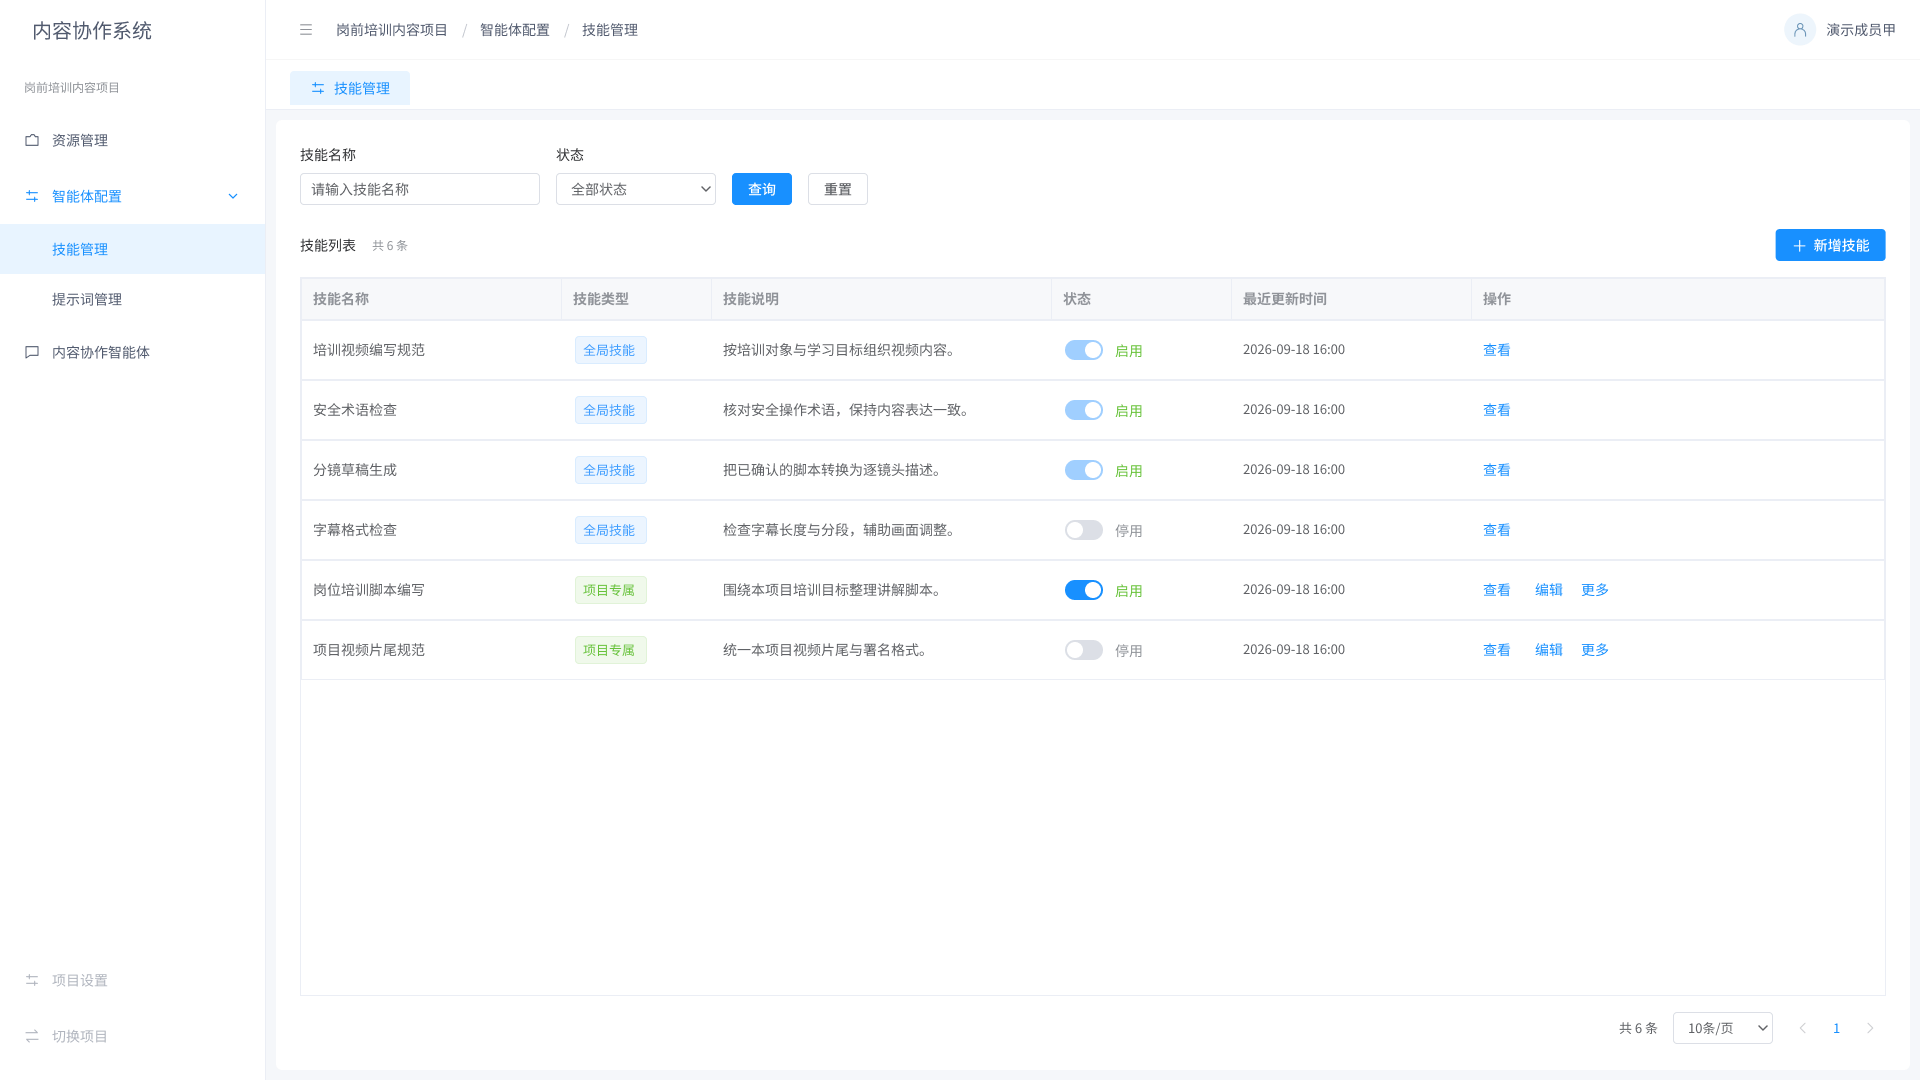 内容协作系统
岗前培训内容项目 / 智能体配置 / 技能管理
演示成员甲
岗前培训内容项目
资源管理
智能体配置
技能管理
提示词管理
内容协作智能体
项目设置
切换项目
技能管理
技能名称 状态
请输入技能名称 全部状态 查询 重置
技能列表 共 6 条 新增技能
技能名称 技能类型 技能说明 状态 最近更新时间 操作
培训视频编写规范 全局技能 按培训对象与学习目标组织视频内容。 启用 2026-09-18 16:00 查看
安全术语检查 全局技能 核对安全操作术语，保持内容表达一致。 启用 2026-09-18 16:00 查看
分镜草稿生成 全局技能 把已确认的脚本转换为逐镜头描述。 启用 2026-09-18 16:00 查看
字幕格式检查 全局技能 检查字幕长度与分段，辅助画面调整。 停用 2026-09-18 16:00 查看
岗位培训脚本编写 项目专属 围绕本项目培训目标整理讲解脚本。 启用 2026-09-18 16:00 查看 编辑 更多
项目视频片尾规范 项目专属 统一本项目视频片尾与署名格式。 停用 2026-09-18 16:00 查看 编辑 更多
共 6 条 10条/页 1